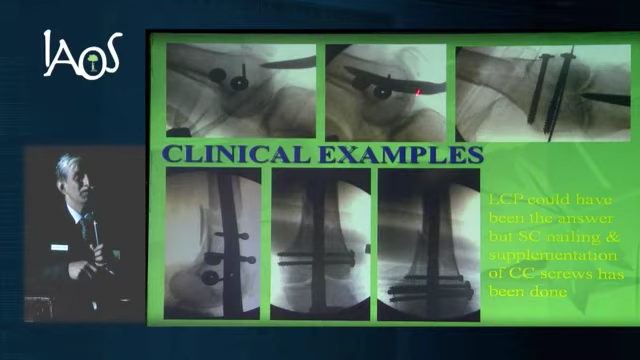 IAOS
CLINICAL EXAMPLES
LCP could have
been the answer
but SC nailing &
supplementation
of CC screws has
been done